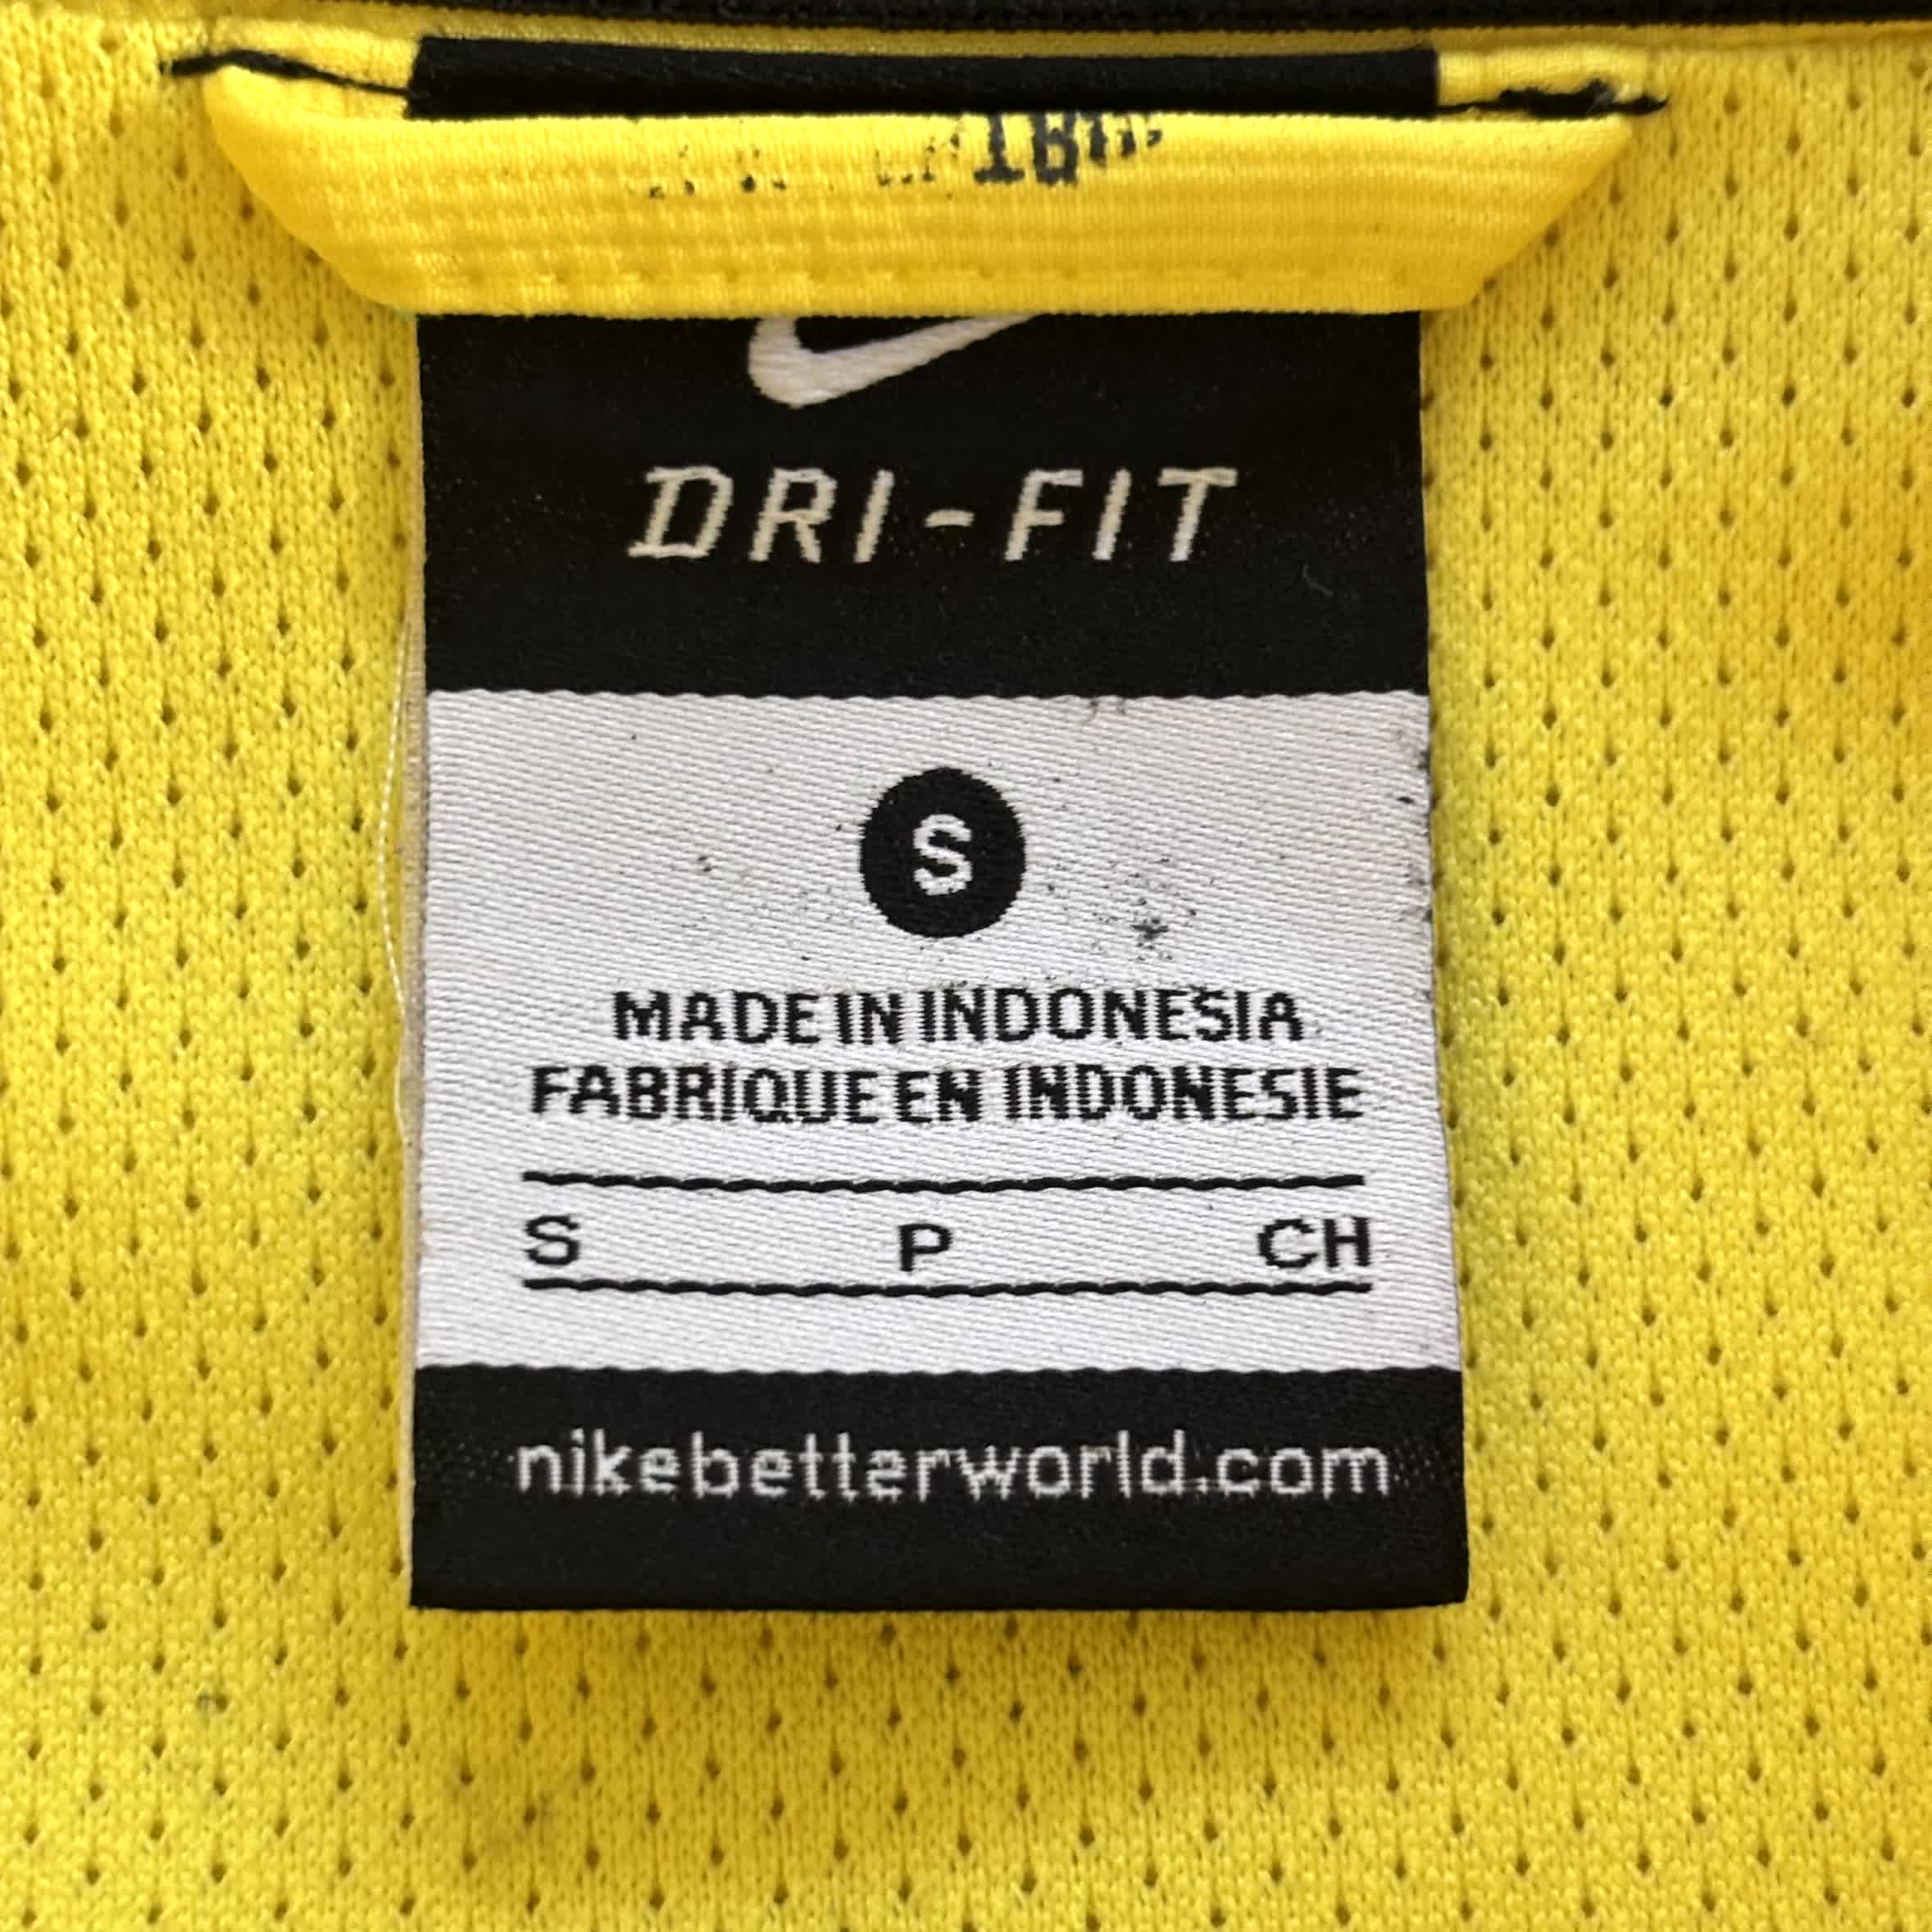 DRI-FIT
S
MADE IN INDONESIA
FABRIQUE EN INDONESIE
S P CH
nikebetterworld.com